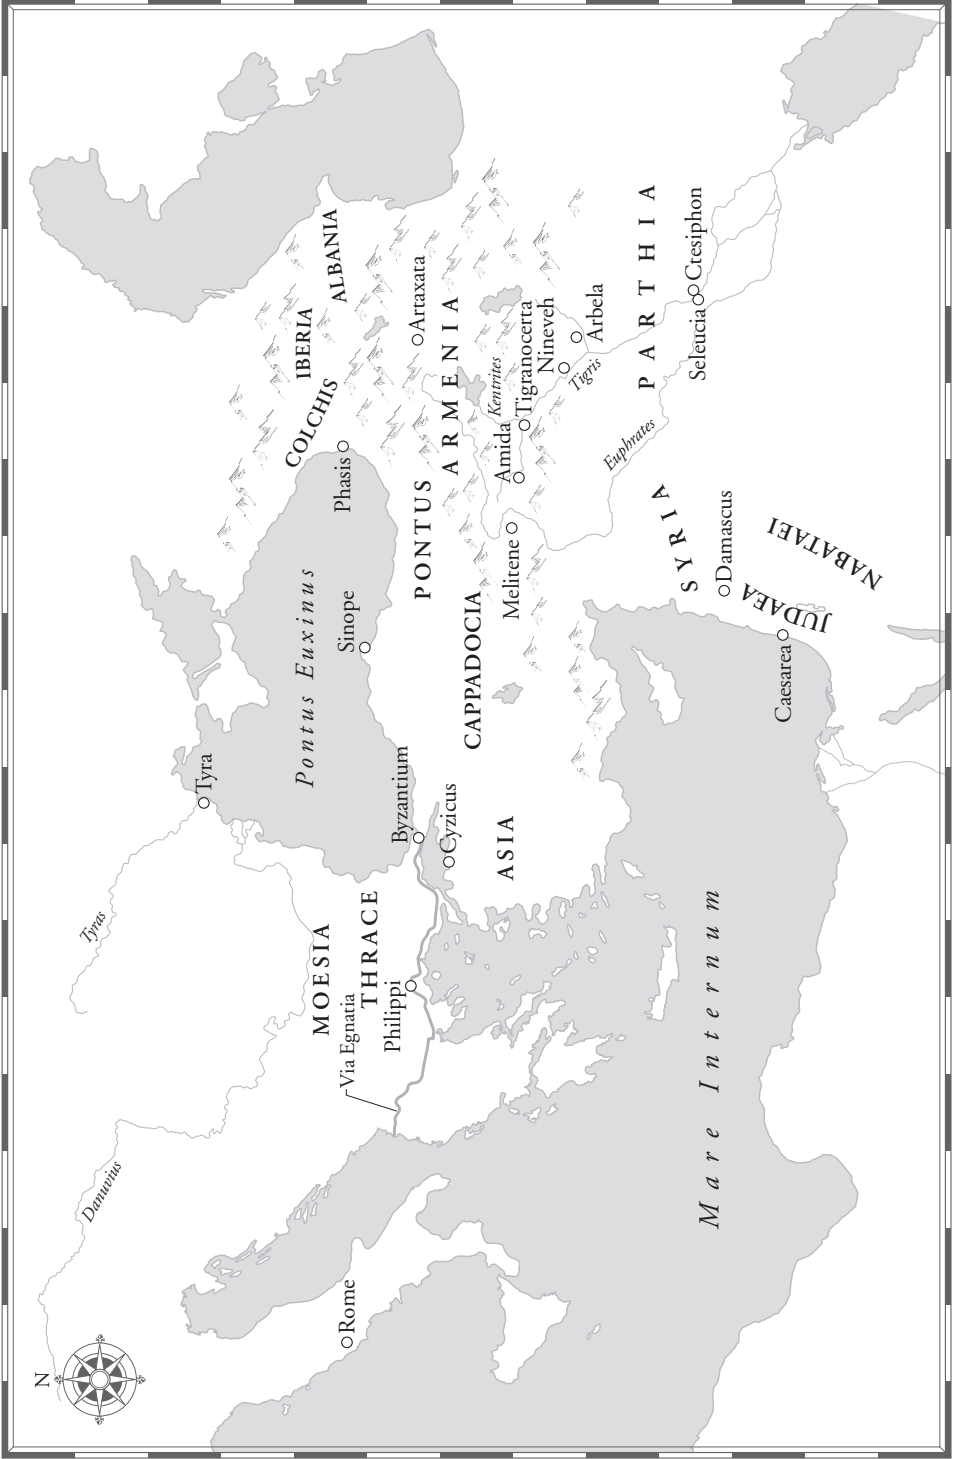 N
Danuvius
Tyras
Tyra
Rome
Via Egnatia
MOESIA
THRACE
Philippi
Byzantium
Cyzicus
ASIA
Pontus Euxinus
Sinope
Phasis
COLCHIS
IBERIA
ALBANIA
Artaxata
PONTUS
ARMENIA
CAPPADOCIA
Melitene
Amida
Kentrites
Tigranocerta
Nineveh
Arbela
Tigris
Euphrates
PARTHIA
Seleucia
Ctesiphon
SYRIA
Damascus
JUDAEA
NABATAEI
Caesarea
Mare Internum